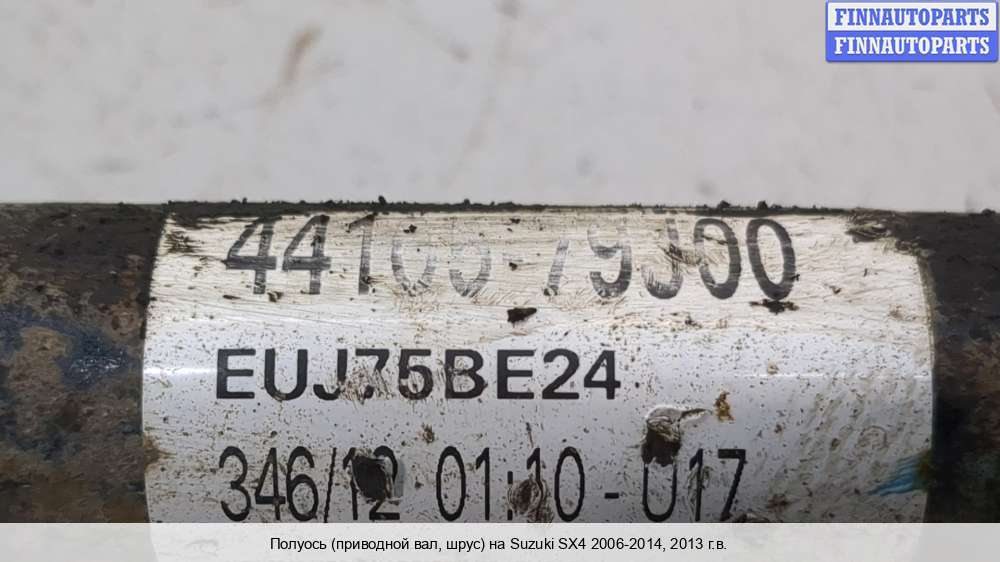 FINNAUTOPARTS
FINNAUTOPARTS
44105-79J00
EUJ75BE24
346/12 01:10-U17
Полуось (приводной вал, шрус) на Suzuki SX4 2006-2014, 2013 г.в.